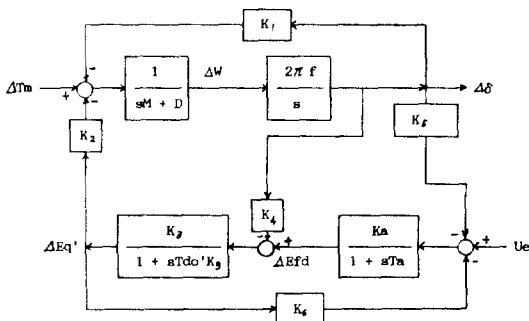 K₁
ΔTm
+
-
-
1
sM + D
ΔW
2π f
s
Δδ
K₂
K₅
K₄
ΔEq'
K₃
1 + sTdo'K₃
-
+
ΔEfd
Ka
1 + sTa
-
+
-
Ue
K₆